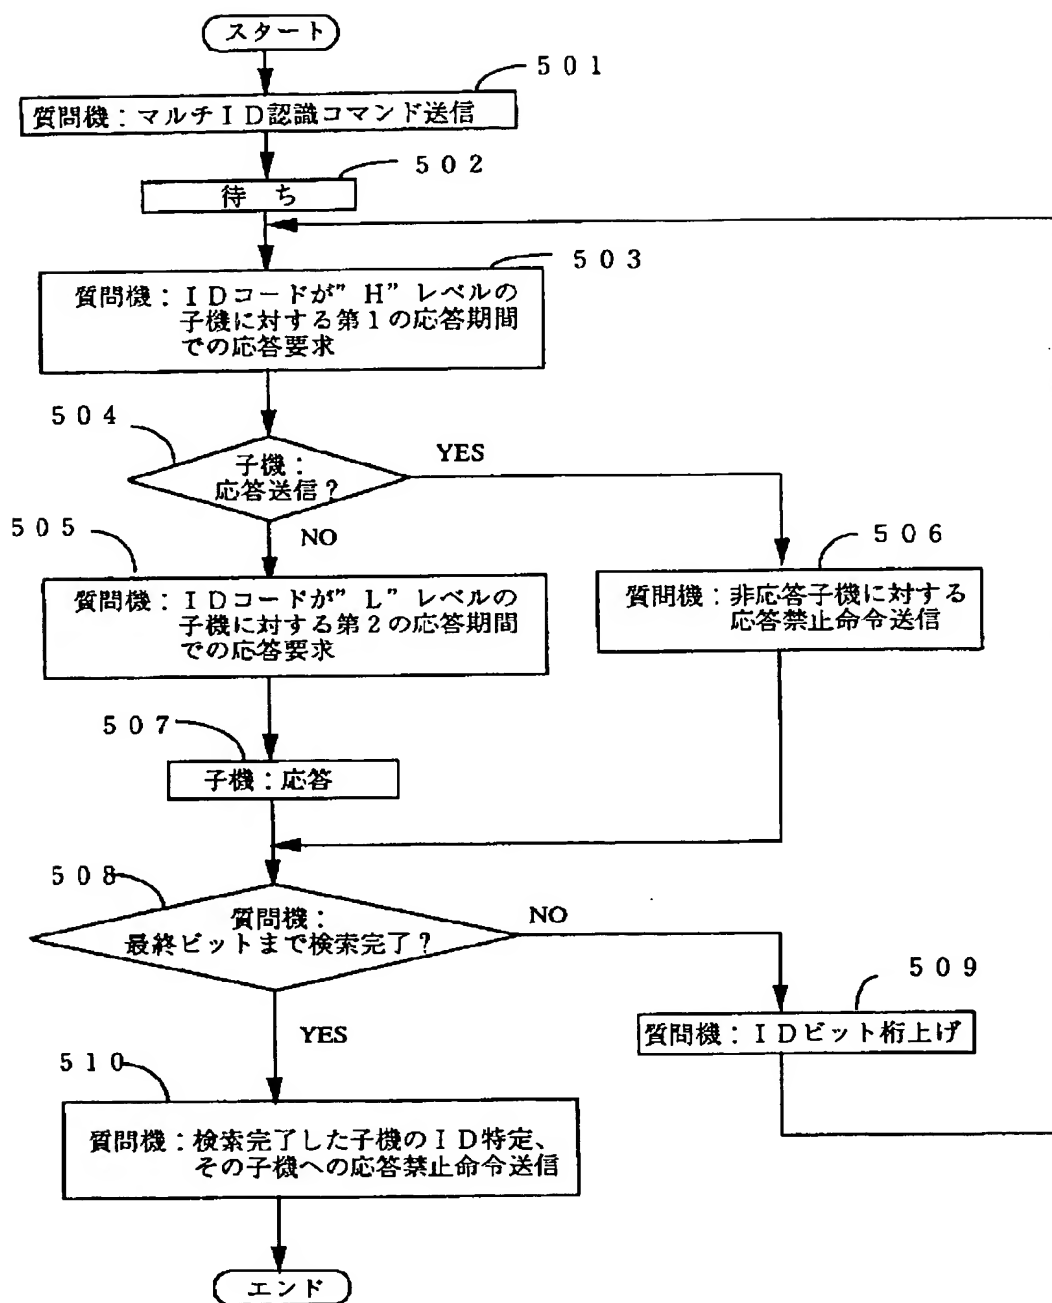 スタート
501
質問機：マルチID認識コマンド送信
502
待 ち
503
質問機：IDコードが"H"レベルの
子機に対する第1の応答期間
での応答要求
504
子機：
応答送信？
YES
NO
505
質問機：IDコードが"L"レベルの
子機に対する第2の応答期間
での応答要求
506
質問機：非応答子機に対する
応答禁止命令送信
507
子機：応答
508
質問機：
最終ビットまで検索完了？
NO
YES
509
質問機：IDビット桁上げ
510
質問機：検索完了した子機のID特定、
その子機への応答禁止命令送信
エンド